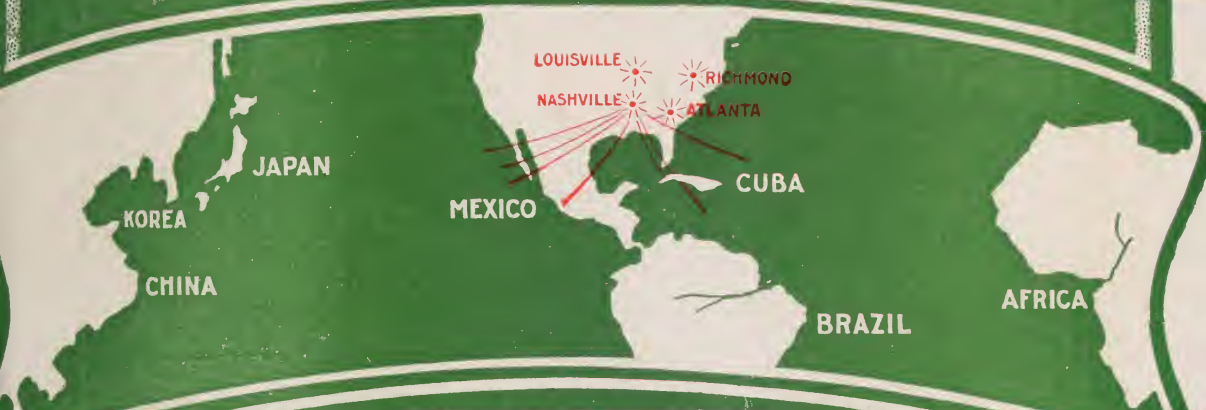 LOUISVILLE
RICHMOND
NASHVILLE
ATLANTA
JAPAN
CUBA
MEXICO
KOREA
CHINA
AFRICA
BRAZIL